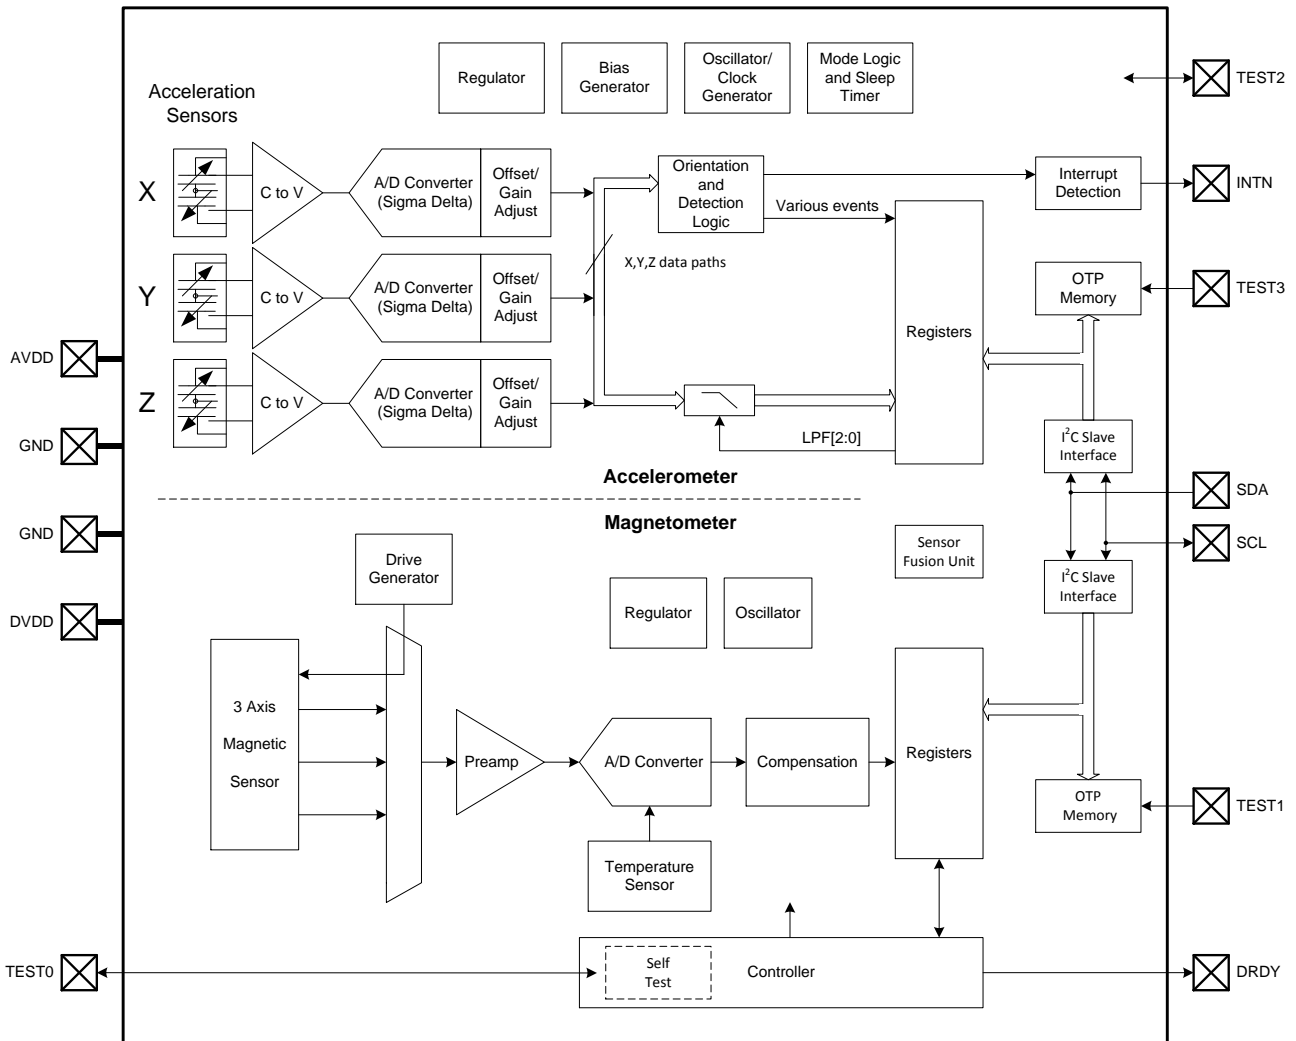 Regulator
Bias
Generator
Oscillator/
Clock
Generator
Mode Logic
and Sleep
Timer
TEST2
Acceleration
Sensors
X
C to V
A/D Converter
(Sigma Delta)
Offset/
Gain
Adjust
Orientation
and
Detection
Logic
Various events
Interrupt
Detection
INTN
X,Y,Z data paths
Y
C to V
A/D Converter
(Sigma Delta)
Offset/
Gain
Adjust
OTP
Memory
TEST3
Registers
AVDD
Z
C to V
A/D Converter
(Sigma Delta)
Offset/
Gain
Adjust
LPF[2:0]
GND
I²C Slave
Interface
Accelerometer
SDA
Magnetometer
GND
Sensor
Fusion Unit
SCL
Drive
Generator
I²C Slave
Interface
Regulator
Oscillator
DVDD
3 Axis
Magnetic
Sensor
Preamp
A/D Converter
Compensation
Registers
OTP
Memory
TEST1
Temperature
Sensor
TEST0
Self
Test
Controller
DRDY